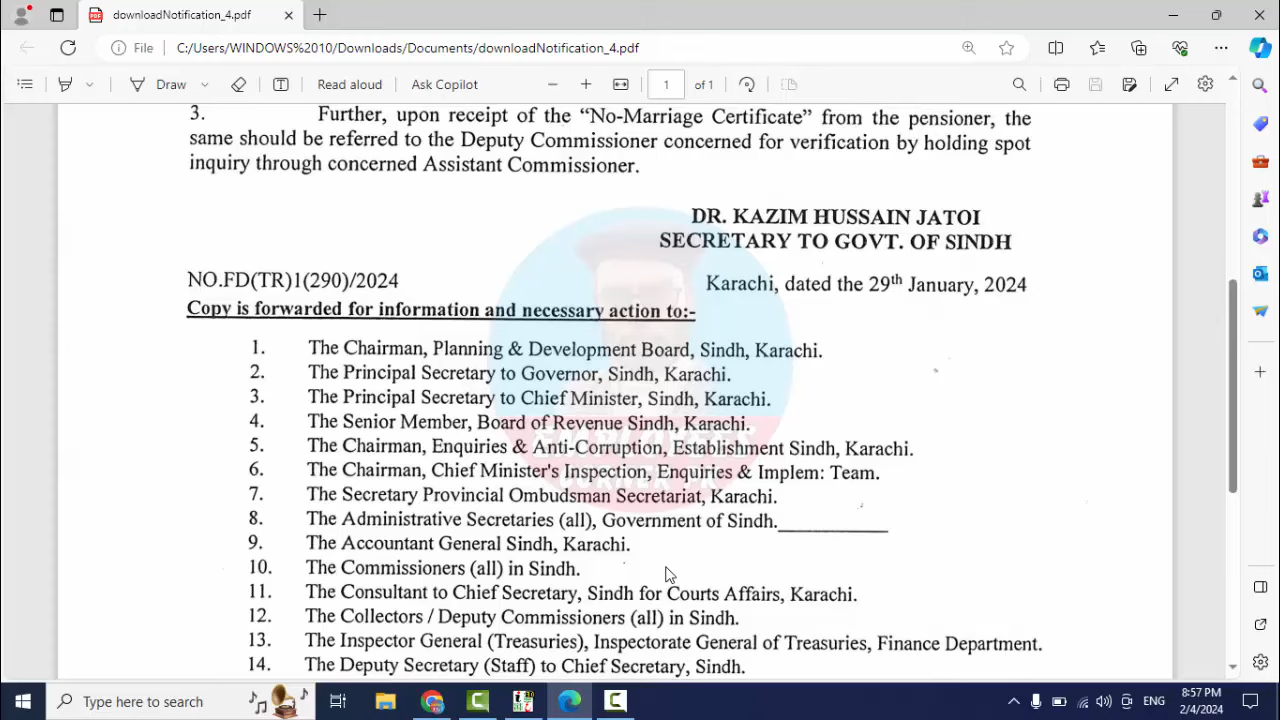 downloadNotification_4.pdf
File C:/Users/WINDOWS%2010/Downloads/Documents/downloadNotification_4.pdf
Draw Read aloud Ask Copilot 1 of 1
3. Further, upon receipt of the “No-Marriage Certificate” from the pensioner, the
same should be referred to the Deputy Commissioner concerned for verification by holding spot
inquiry through concerned Assistant Commissioner.
DR. KAZIM HUSSAIN JATOI
SECRETARY TO GOVT. OF SINDH
NO.FD(TR)1(290)/2024 Karachi, dated the 29th January, 2024
Copy is forwarded for information and necessary action to:-
1. The Chairman, Planning & Development Board, Sindh, Karachi.
2. The Principal Secretary to Governor, Sindh, Karachi.
3. The Principal Secretary to Chief Minister, Sindh, Karachi.
4. The Senior Member, Board of Revenue Sindh, Karachi.
5. The Chairman, Enquiries & Anti-Corruption, Establishment Sindh, Karachi.
6. The Chairman, Chief Minister's Inspection, Enquiries & Implem: Team.
7. The Secretary Provincial Ombudsman Secretariat, Karachi.
8. The Administrative Secretaries (all), Government of Sindh.
9. The Accountant General Sindh, Karachi.
10. The Commissioners (all) in Sindh.
11. The Consultant to Chief Secretary, Sindh for Courts Affairs, Karachi.
12. The Collectors / Deputy Commissioners (all) in Sindh.
13. The Inspector General (Treasuries), Inspectorate General of Treasuries, Finance Department.
14. The Deputy Secretary (Staff) to Chief Secretary, Sindh.
Type here to search ENG 8:57 PM
2/4/2024